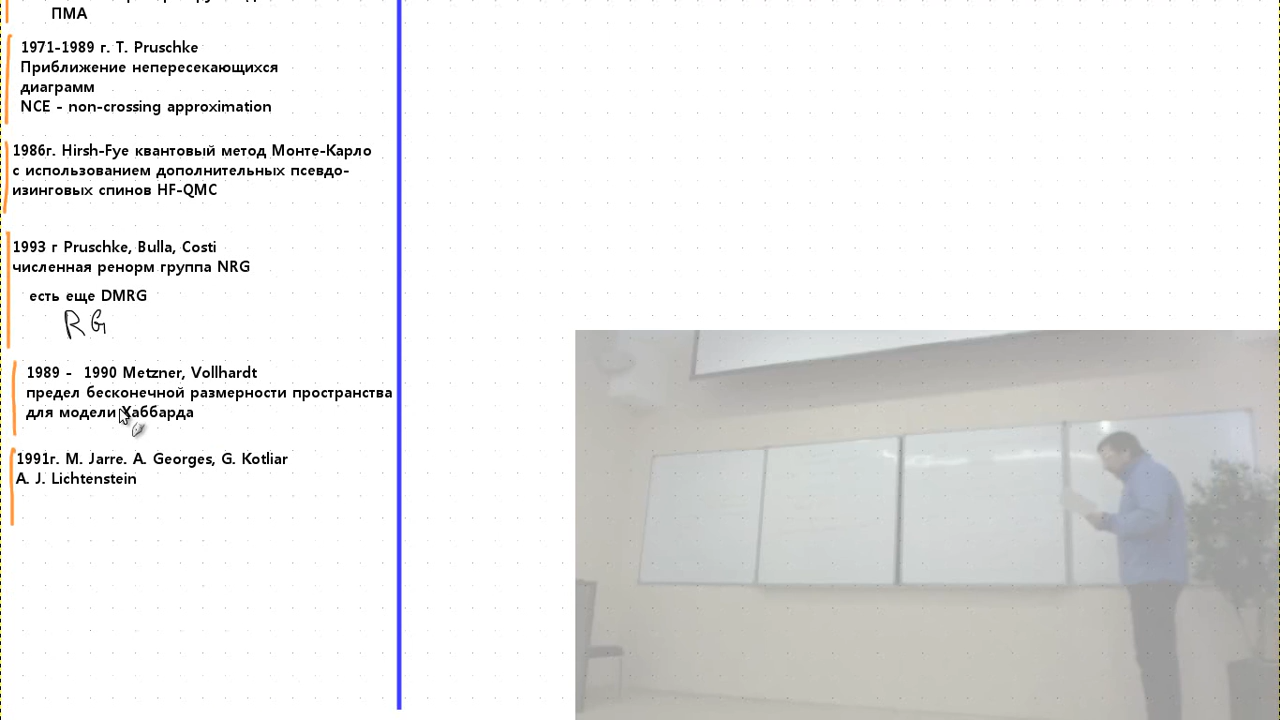 ПМА
1971-1989 г. T. Pruschke
Приближение непересекающихся
диаграмм
NCE - non-crossing approximation
1986г. Hirsh-Fye квантовый метод Монте-Карло
с использованием дополнительных псевдо-
изинговых спинов HF-QMC
1993 г Pruschke, Bulla, Costi
численная ренорм группа NRG
есть еще DMRG
RG
1989 - 1990 Metzner, Vollhardt
предел бесконечной размерности пространства
для модели Хаббарда
1991г. M. Jarre. A. Georges, G. Kotliar
A. J. Lichtenstein